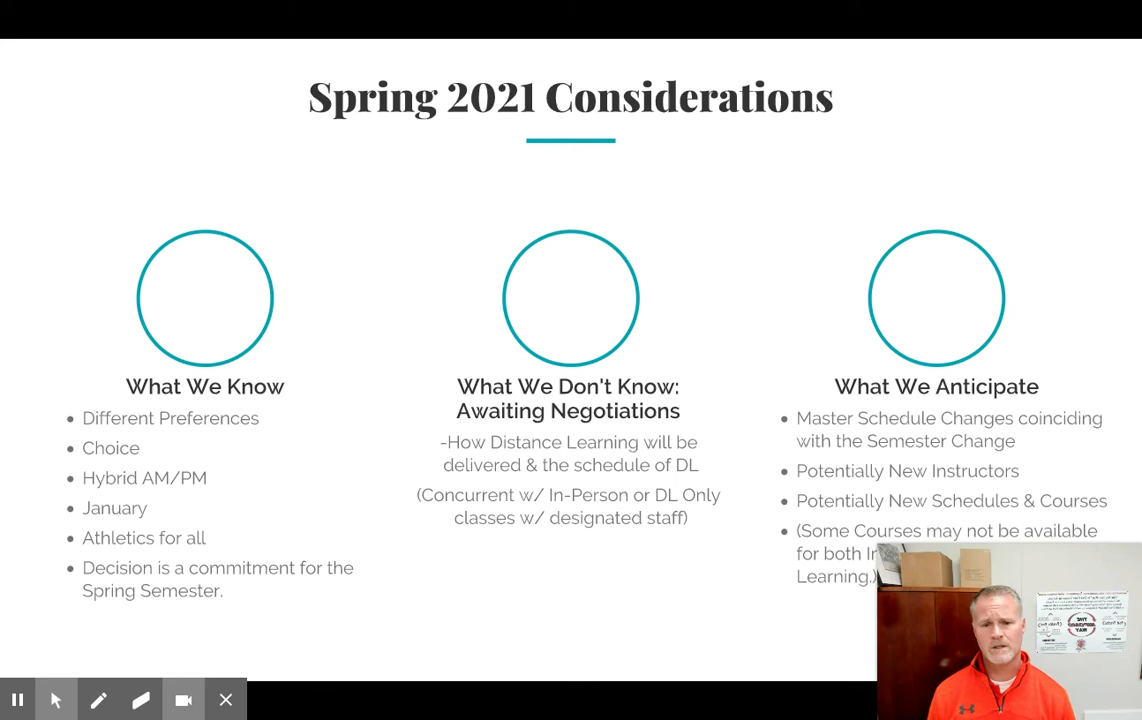 Spring 2021 Considerations
What We Know
Different Preferences
Choice
Hybrid AM/PM
January
Athletics for all
Decision is a commitment for the
Spring Semester.
What We Don't Know:
Awaiting Negotiations
-How Distance Learning will be
delivered & the schedule of DL
(Concurrent w/ In-Person or DL Only
classes w/ designated staff)
What We Anticipate
Master Schedule Changes coinciding
with the Semester Change
Potentially New Instructors
Potentially New Schedules & Courses
(Some Courses may not be available
for both
Learning.)
THE
WAY